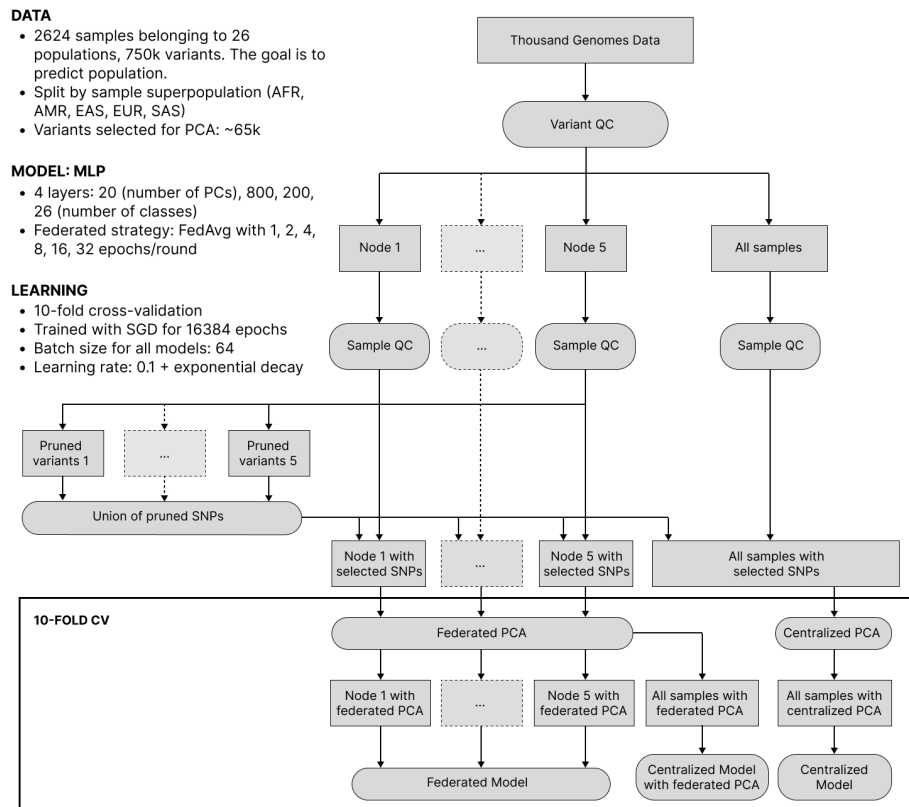 DATA
• 2624 samples belonging to 26
populations, 750k variants. The goal is to
predict population.
• Split by sample superpopulation (AFR,
AMR, EAS, EUR, SAS)
• Variants selected for PCA: ~65k
MODEL: MLP
• 4 layers: 20 (number of PCs), 800, 200,
26 (number of classes)
• Federated strategy: FedAvg with 1, 2, 4,
8, 16, 32 epochs/round
LEARNING
• 10-fold cross-validation
• Trained with SGD for 16384 epochs
• Batch size for all models: 64
• Learning rate: 0.1 + exponential decay
Thousand Genomes Data
Variant QC
Node 1
...
Node 5
All samples
Sample QC
...
Sample QC
Sample QC
Pruned
variants 1
...
Pruned
variants 5
Union of pruned SNPs
Node 1 with
selected SNPs
...
Node 5 with
selected SNPs
All samples with
selected SNPs
10-FOLD CV
Federated PCA
Centralized PCA
Node 1 with
federated PCA
...
Node 5 with
federated PCA
All samples with
federated PCA
All samples with
centralized PCA
Federated Model
Centralized Model
with federated PCA
Centralized
Model